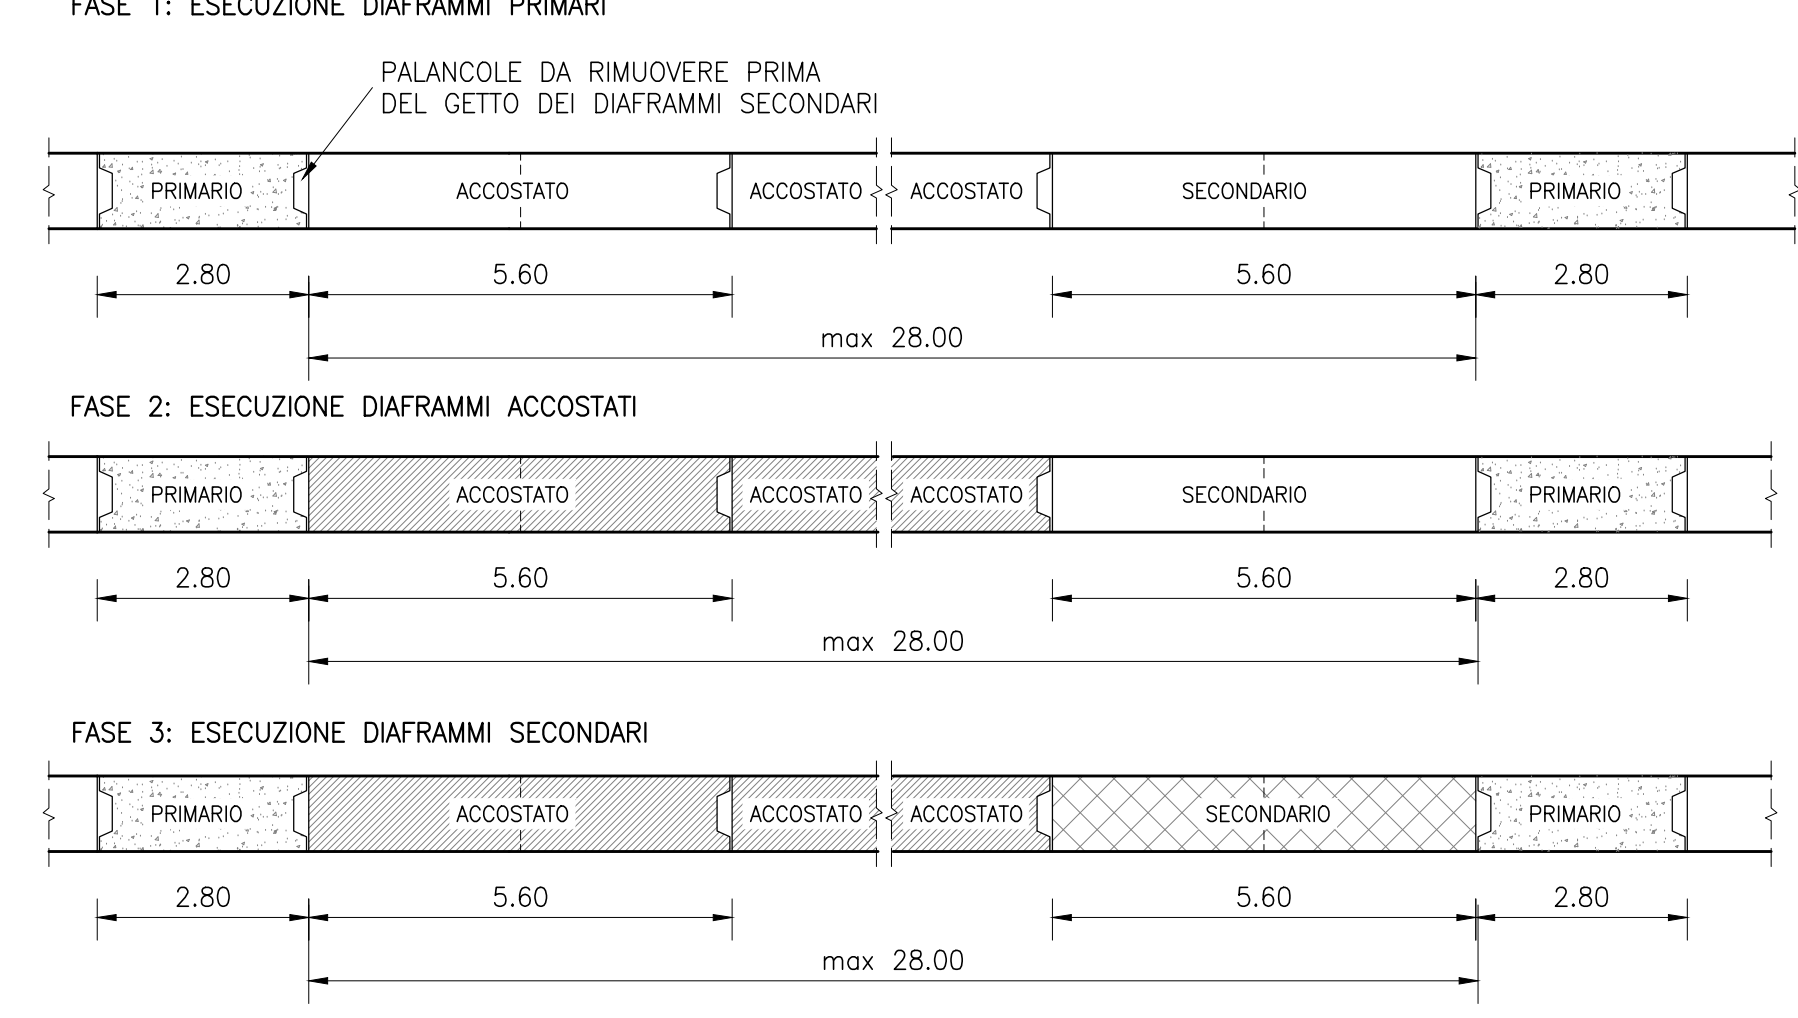 FASE 1: ESECUZIONE DIAFRAMMI PRIMARI
PALANCOLE DA RIMUOVERE PRIMA
DEL GETTO DEI DIAFRAMMI SECONDARI
PRIMARIO ACCOSTATO ACCOSTATO ACCOSTATO SECONDARIO PRIMARIO
2.80 5.60 5.60 2.80
max 28.00
FASE 2: ESECUZIONE DIAFRAMMI ACCOSTATI
PRIMARIO ACCOSTATO ACCOSTATO ACCOSTATO SECONDARIO PRIMARIO
2.80 5.60 5.60 2.80
max 28.00
FASE 3: ESECUZIONE DIAFRAMMI SECONDARI
PRIMARIO ACCOSTATO ACCOSTATO ACCOSTATO SECONDARIO PRIMARIO
2.80 5.60 5.60 2.80
max 28.00